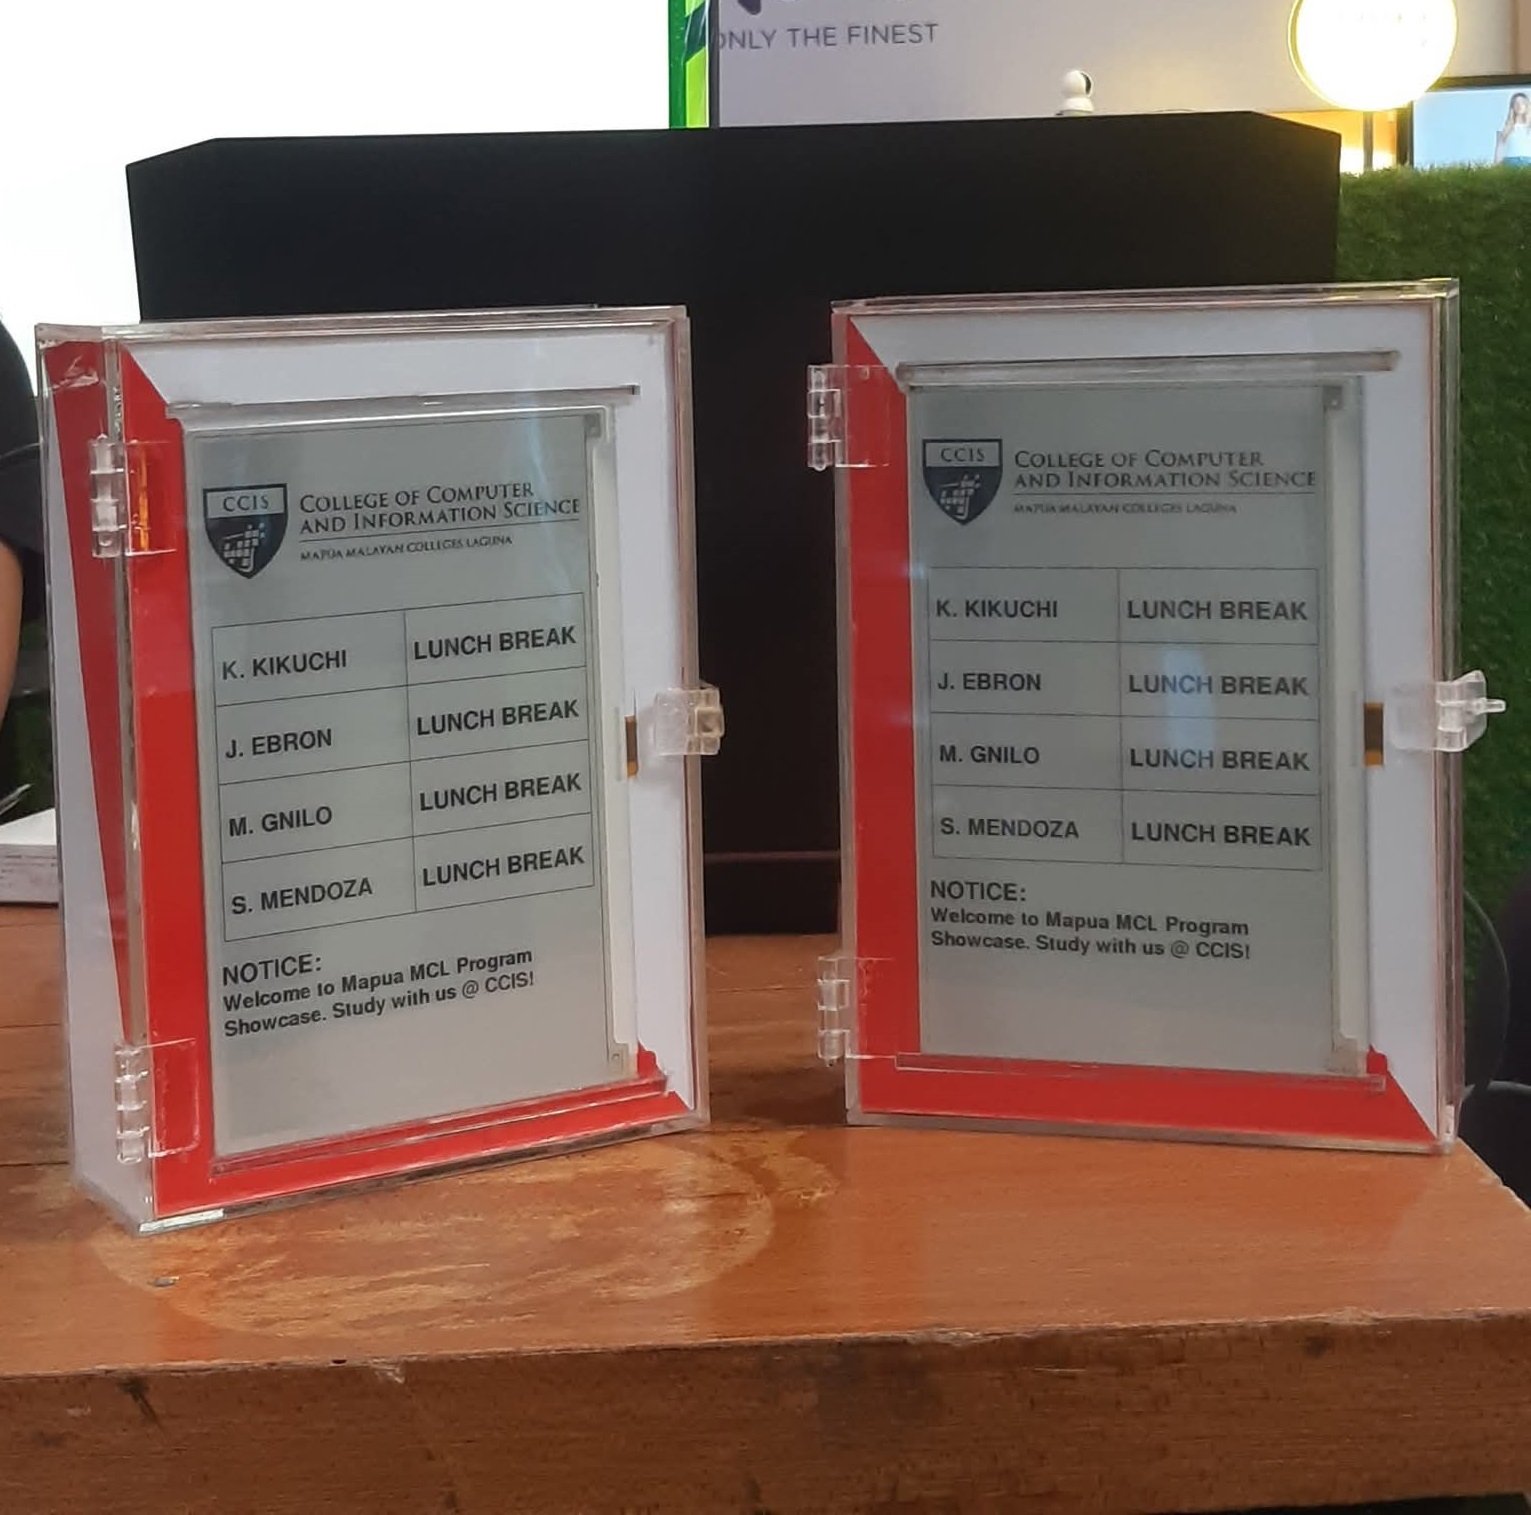 ONLY THE FINEST
CCIS
COLLEGE OF COMPUTER
AND INFORMATION SCIENCE
MAPUA MALAYAN COLLEGES LAGUNA
K. KIKUCHI LUNCH BREAK
J. EBRON LUNCH BREAK
M. GNILO LUNCH BREAK
S. MENDOZA LUNCH BREAK
NOTICE:
Welcome to Mapua MCL Program
Showcase. Study with us @ CCIS!
CCIS
COLLEGE OF COMPUTER
AND INFORMATION SCIENCE
MAPUA MALAYAN COLLEGES LAGUNA
K. KIKUCHI LUNCH BREAK
J. EBRON LUNCH BREAK
M. GNILO LUNCH BREAK
S. MENDOZA LUNCH BREAK
NOTICE:
Welcome to Mapua MCL Program
Showcase. Study with us @ CCIS!